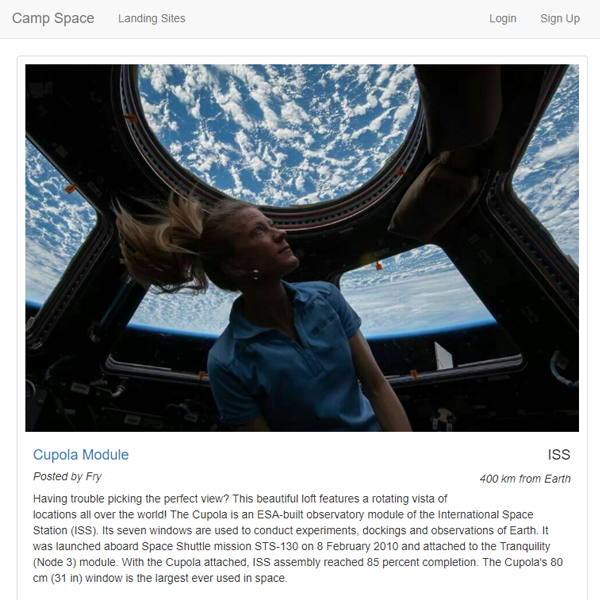 Camp Space Landing Sites Login Sign Up
Cupola Module ISS
Posted by Fry 400 km from Earth
Having trouble picking the perfect view? This beautiful loft features a rotating vista of
locations all over the world! The Cupola is an ESA-built observatory module of the International Space
Station (ISS). Its seven windows are used to conduct experiments, dockings and observations of Earth. It
was launched aboard Space Shuttle mission STS-130 on 8 February 2010 and attached to the Tranquility
(Node 3) module. With the Cupola attached, ISS assembly reached 85 percent completion. The Cupola's 80
cm (31 in) window is the largest ever used in space.